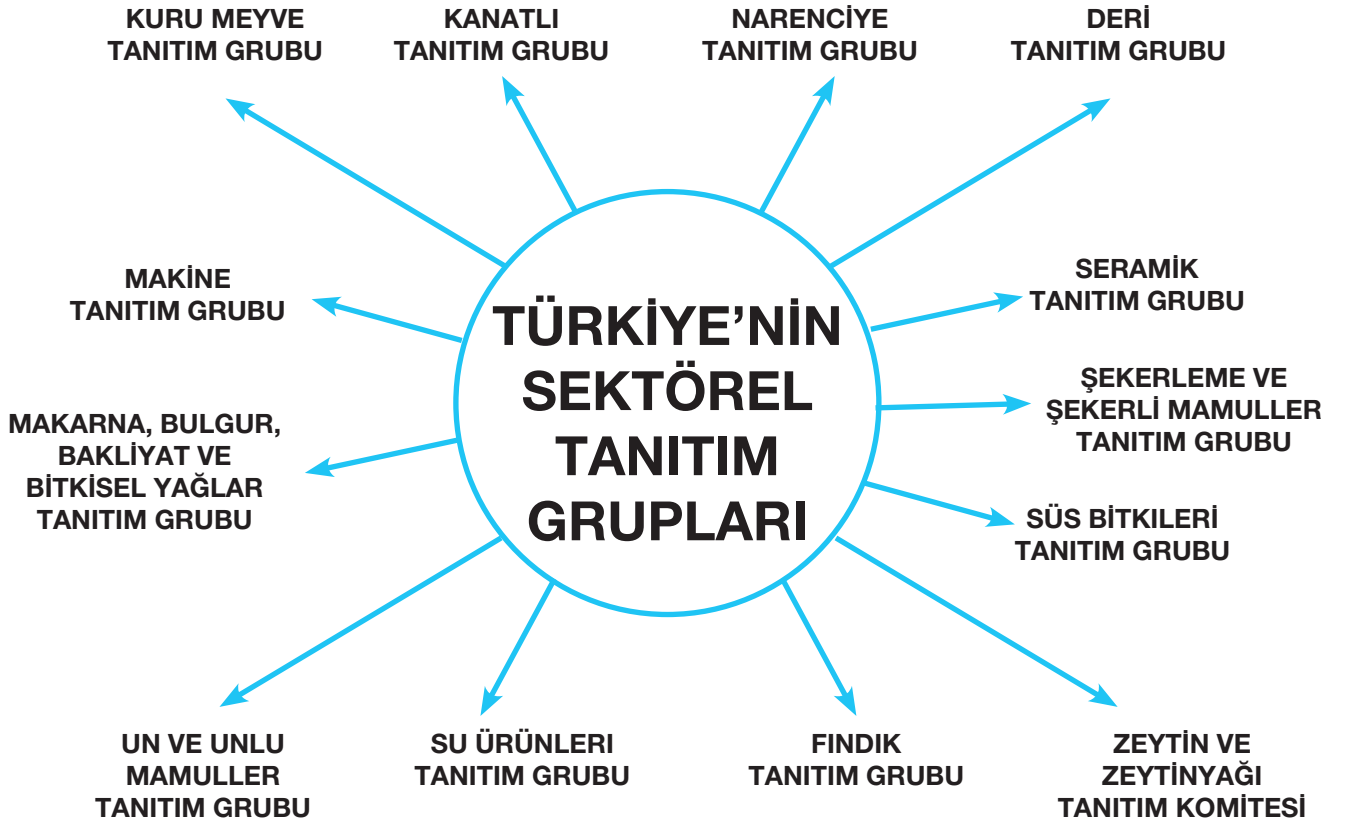 KURU MEYVE
TANITIM GRUBU
KANATLI
TANITIM GRUBU
NARENCİYE
TANITIM GRUBU
DERİ
TANITIM GRUBU
MAKİNE
TANITIM GRUBU
SERAMİK
TANITIM GRUBU
TÜRKİYE’NİN
SEKTÖREL
TANITIM
GRUPLARI
MAKARNA, BULGUR,
BAKLİYAT VE
BİTKİSEL YAĞLAR
TANITIM GRUBU
ŞEKERLEME VE
ŞEKERLİ MAMULLER
TANITIM GRUBU
SÜS BİTKILERİ
TANITIM GRUBU
UN VE UNLU
MAMULLER
TANITIM GRUBU
SU ÜRÜNLERI
TANITIM GRUBU
FINDIK
TANITIM GRUBU
ZEYTİN VE
ZEYTİNYAĞI
TANITIM KOMİTESİ